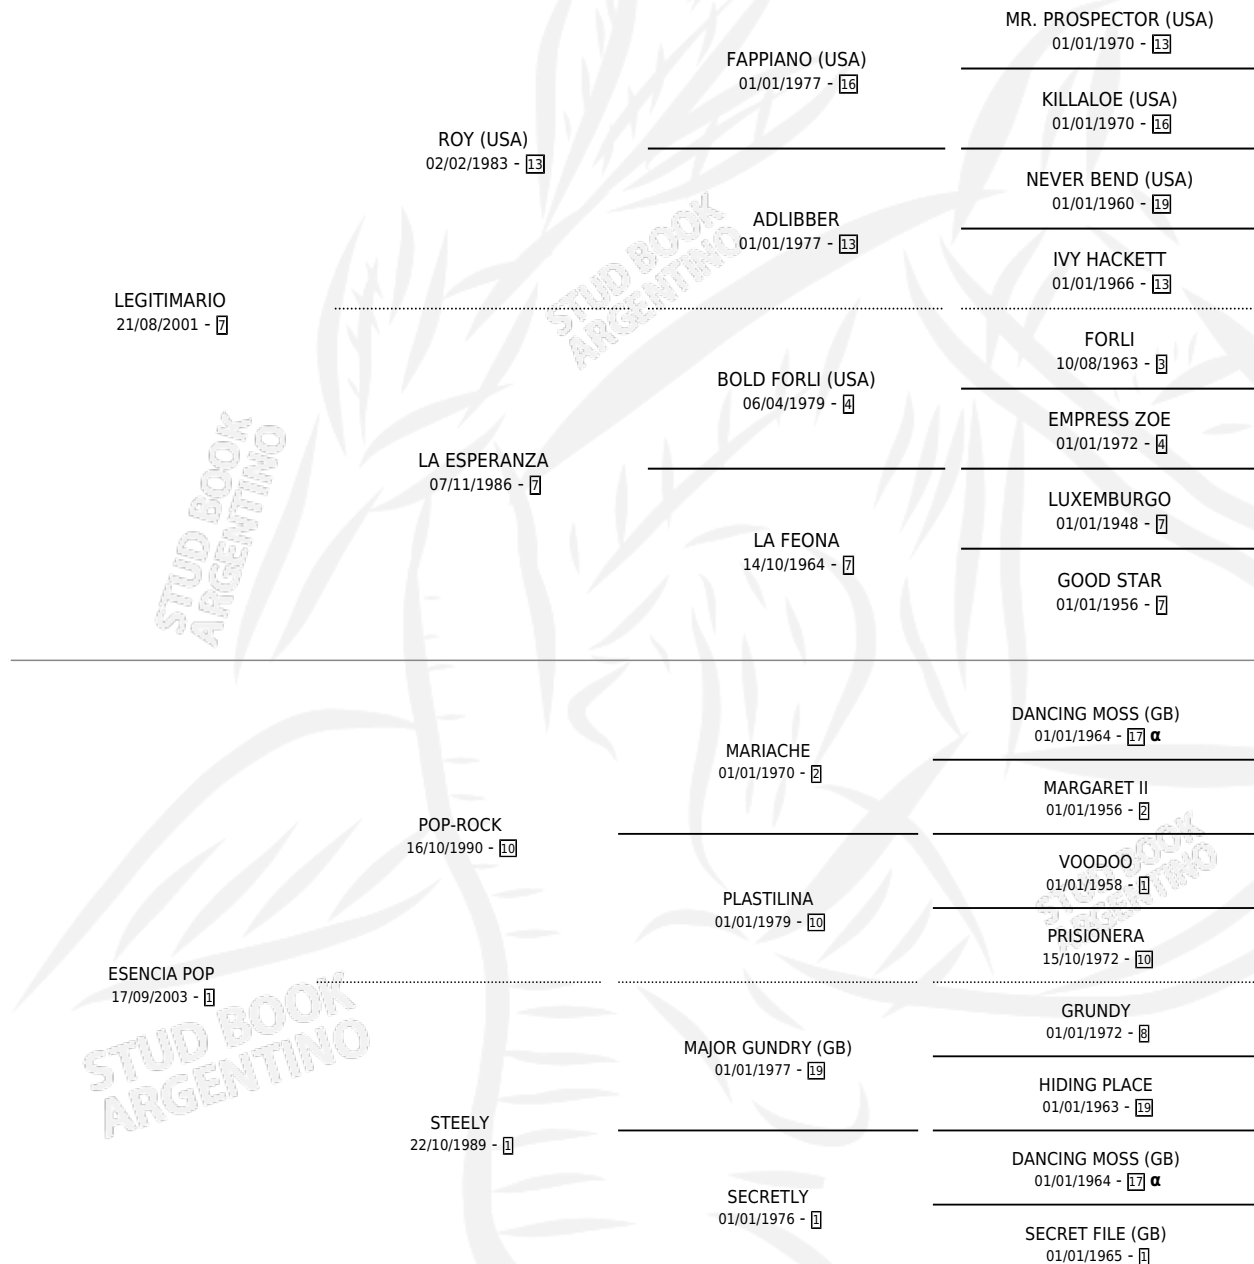 MR. PROSPECTOR (USA)
01/01/1970 - 13
FAPPIANO (USA)
01/01/1977 - 16
KILLALOE (USA)
01/01/1970 - 16
ROY (USA)
02/02/1983 - 13
NEVER BEND (USA)
01/01/1960 - 19
ADLIBBER
01/01/1977 - 13
IVY HACKETT
01/01/1966 - 13
LEGITIMARIO
21/08/2001 - 7
FORLI
10/08/1963 - 3
BOLD FORLI (USA)
06/04/1979 - 4
EMPRESS ZOE
01/01/1972 - 4
LA ESPERANZA
07/11/1986 - 7
LUXEMBURGO
01/01/1948 - 7
LA FEONA
14/10/1964 - 7
GOOD STAR
01/01/1956 - 7
DANCING MOSS (GB)
01/01/1964 - 17 α
MARIACHE
01/01/1970 - 2
MARGARET II
01/01/1956 - 2
POP-ROCK
16/10/1990 - 10
VOODOO
01/01/1958 - 1
PLASTILINA
01/01/1979 - 10
PRISIONERA
15/10/1972 - 10
ESENCIA POP
17/09/2003 - 1
GRUNDY
01/01/1972 - 8
MAJOR GUNDRY (GB)
01/01/1977 - 19
HIDING PLACE
01/01/1963 - 19
STEELY
22/10/1989 - 1
DANCING MOSS (GB)
01/01/1964 - 17 α
SECRETLY
01/01/1976 - 1
SECRET FILE (GB)
01/01/1965 - 1
STUD BOOK
ARGENTINO
STUD BOOK
ARGENTINO
STUD BOOK
ARGENTINO
STUD BOOK
ARGENTINO